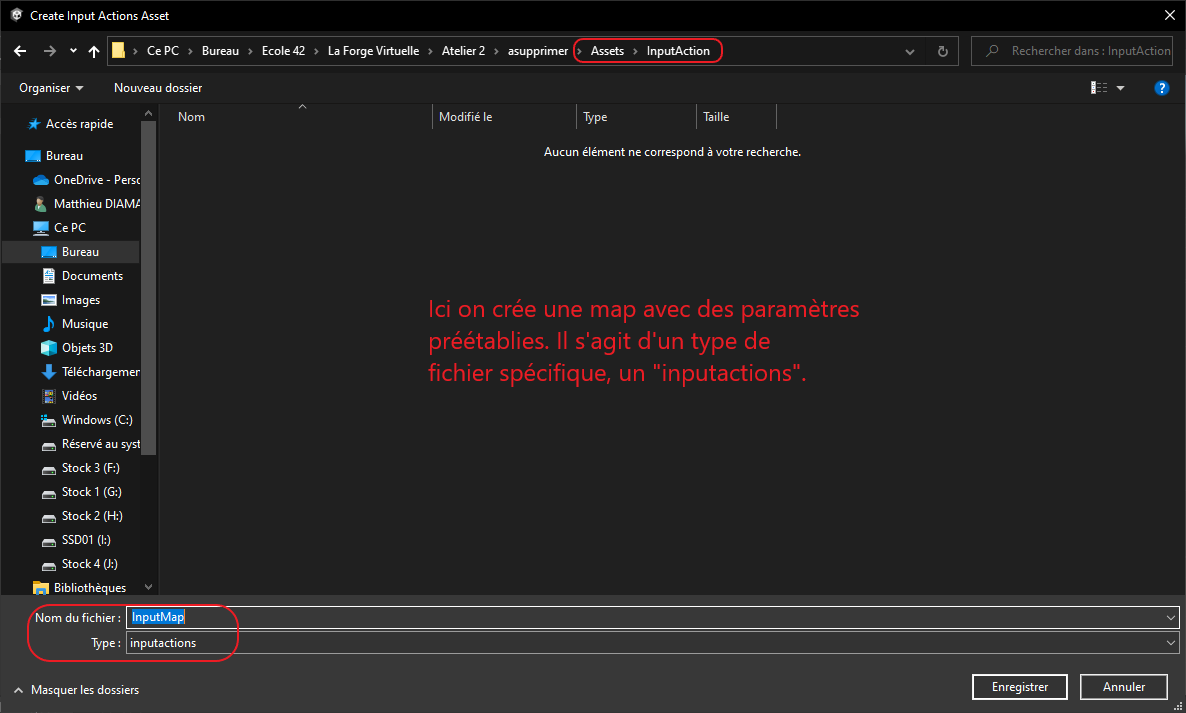 Create Input Actions Asset
Ce PC > Bureau > Ecole 42 > La Forge Virtuelle > Atelier 2 > asupprimer > Assets > InputAction
Rechercher dans : InputAction
Organiser
Nouveau dossier
?
Nom
Modifié le
Type
Taille
Aucun élément ne correspond à votre recherche.
Accès rapide
Bureau
OneDrive - Perso
Matthieu DIAMA
Ce PC
Bureau
Documents
Images
Musique
Objets 3D
Téléchargemen
Vidéos
Windows (C:)
Réservé au syst
Stock 3 (F:)
Stock 1 (G:)
Stock 2 (H:)
SSD01 (I:)
Stock 4 (J:)
Bibliothèques
Ici on crée une map avec des paramètres
préétablies. Il s'agit d'un type de
fichier spécifique, un "inputactions".
Nom du fichier : InputMap
Type : inputactions
Masquer les dossiers
Enregistrer
Annuler